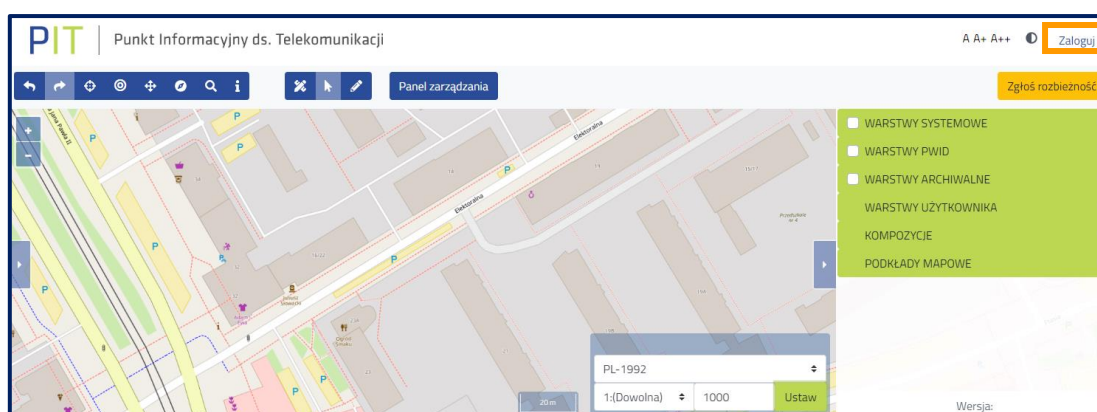 PIT | Punkt Informacyjny ds. Telekomunikacji
A A+ A++ Zaloguj
Panel zarządzania
Zgłoś rozbieżność
WARSTWY SYSTEMOWE
WARSTWY PWID
WARSTWY ARCHIWALNE
WARSTWY UŻYTKOWNIKA
KOMPOZYCJE
PODKŁADY MAPOWE
Elektoralna
Elektoralna
PL-1992
1:(Dowolna) 1000 Ustaw
20 m
Wersja: